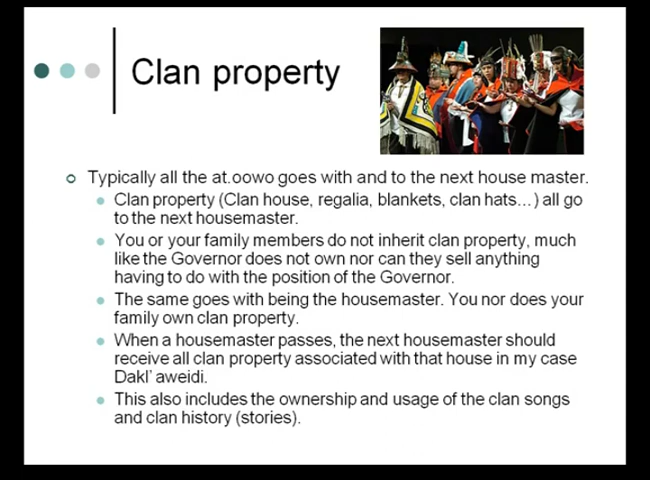 Clan property
Typically all the at.oowo goes with and to the next house master.
Clan property (Clan house, regalia, blankets, clan hats...) all go
to the next housemaster.
You or your family members do not inherit clan property, much
like the Governor does not own nor can they sell anything
having to do with the position of the Governor.
The same goes with being the housemaster. You nor does your
family own clan property.
When a housemaster passes, the next housemaster should
receive all clan property associated with that house in my case
Dakl' aweidi.
This also includes the ownership and usage of the clan songs
and clan history (stories).